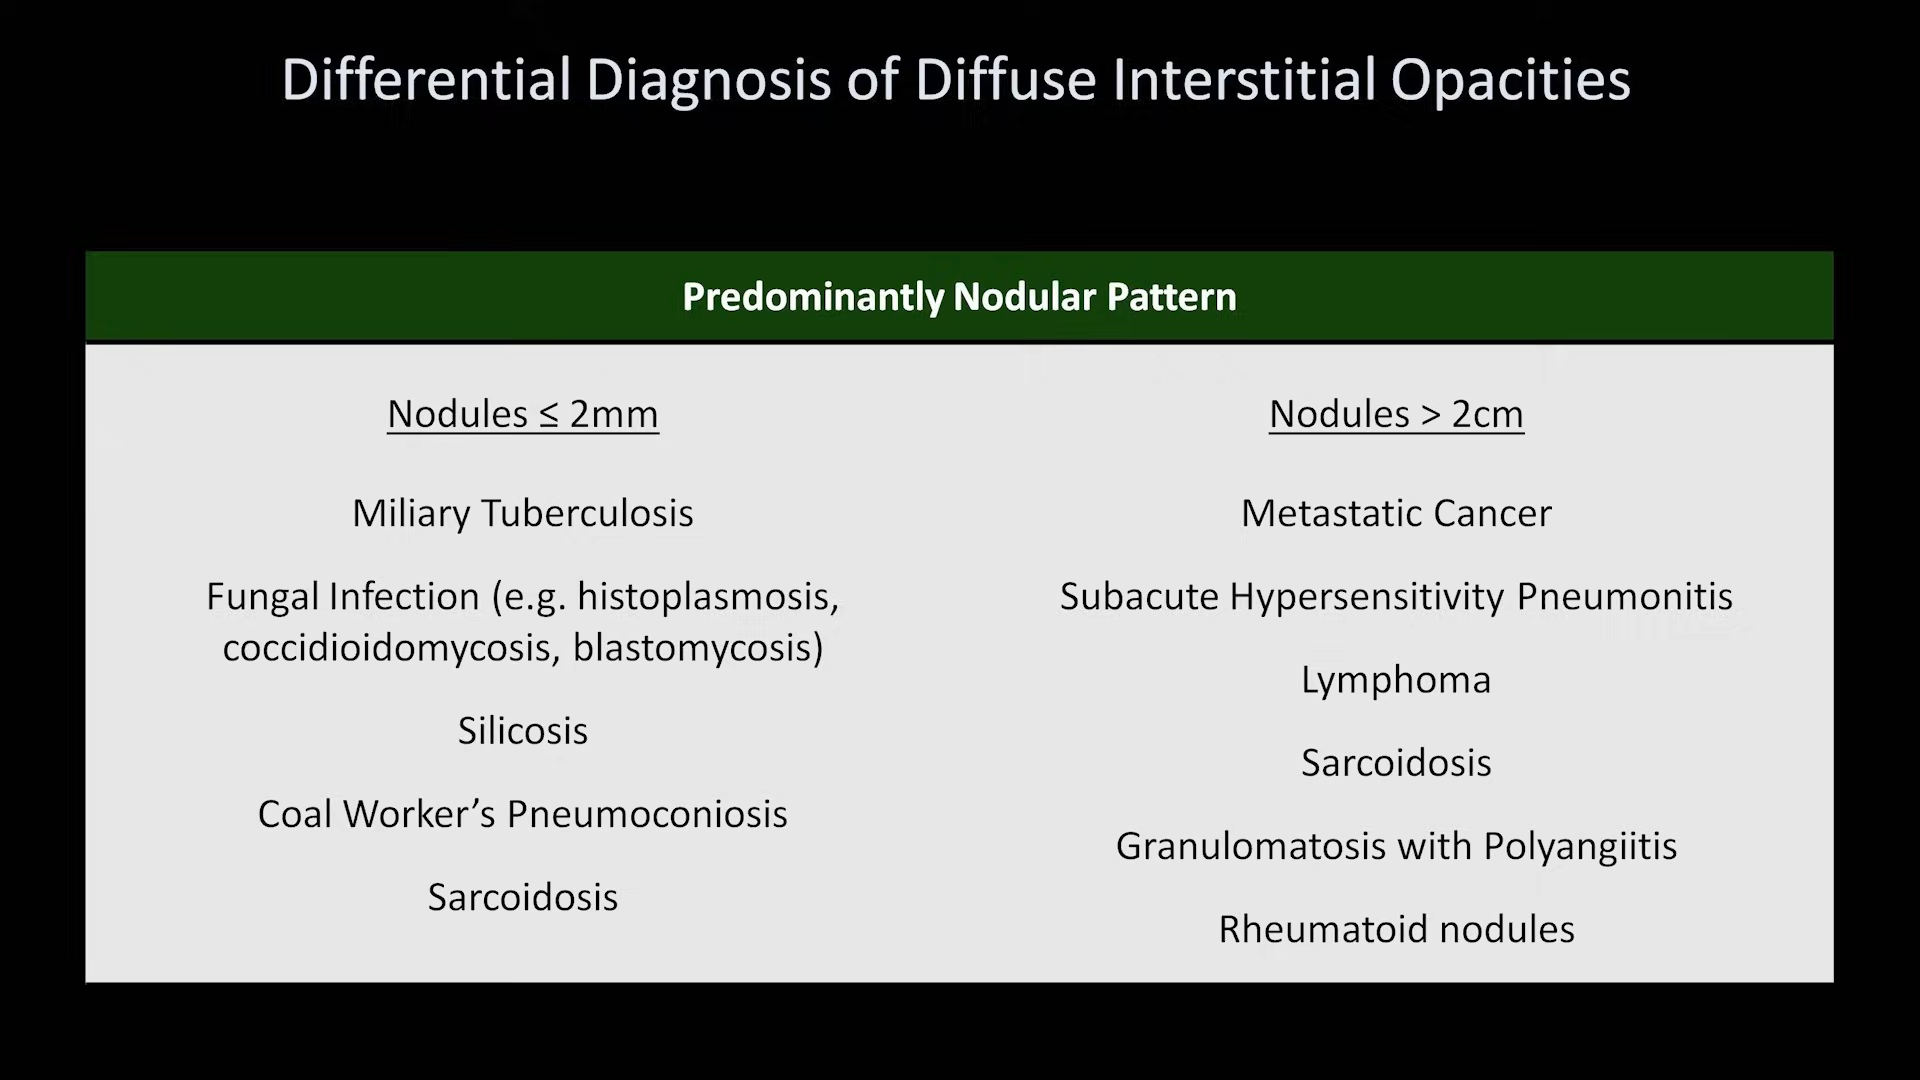 Differential Diagnosis of Diffuse Interstitial Opacities
Predominantly Nodular Pattern
Nodules ≤ 2mm
Miliary Tuberculosis
Fungal Infection (e.g. histoplasmosis,
coccidioidomycosis, blastomycosis)
Silicosis
Coal Worker’s Pneumoconiosis
Sarcoidosis
Nodules > 2cm
Metastatic Cancer
Subacute Hypersensitivity Pneumonitis
Lymphoma
Sarcoidosis
Granulomatosis with Polyangiitis
Rheumatoid nodules